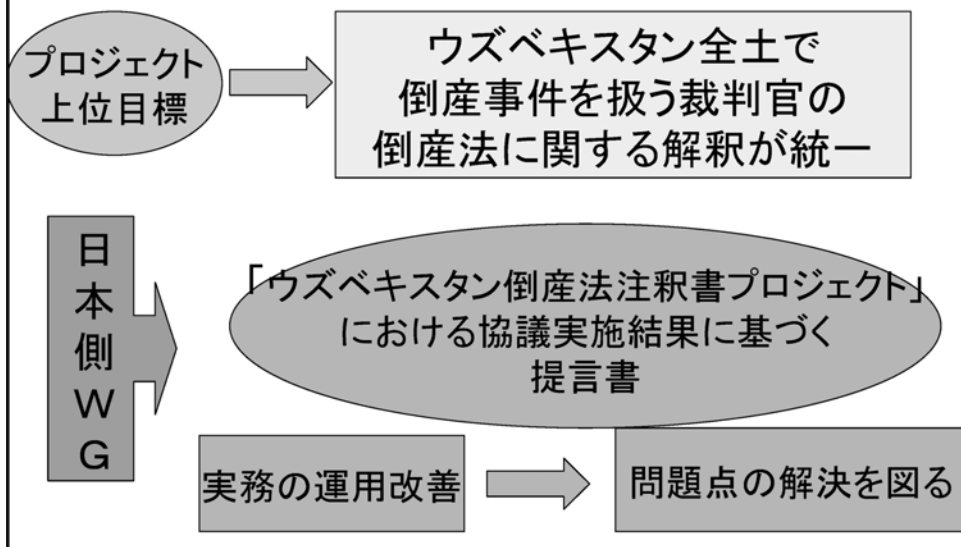 プロジェクト
上位目標
ウズベキスタン全土で
倒産事件を扱う裁判官の
倒産法に関する解釈が統一
日
本
側
W
G
「ウズベキスタン倒産法注釈書プロジェクト」
における協議実施結果に基づく
提言書
実務の運用改善
問題点の解決を図る